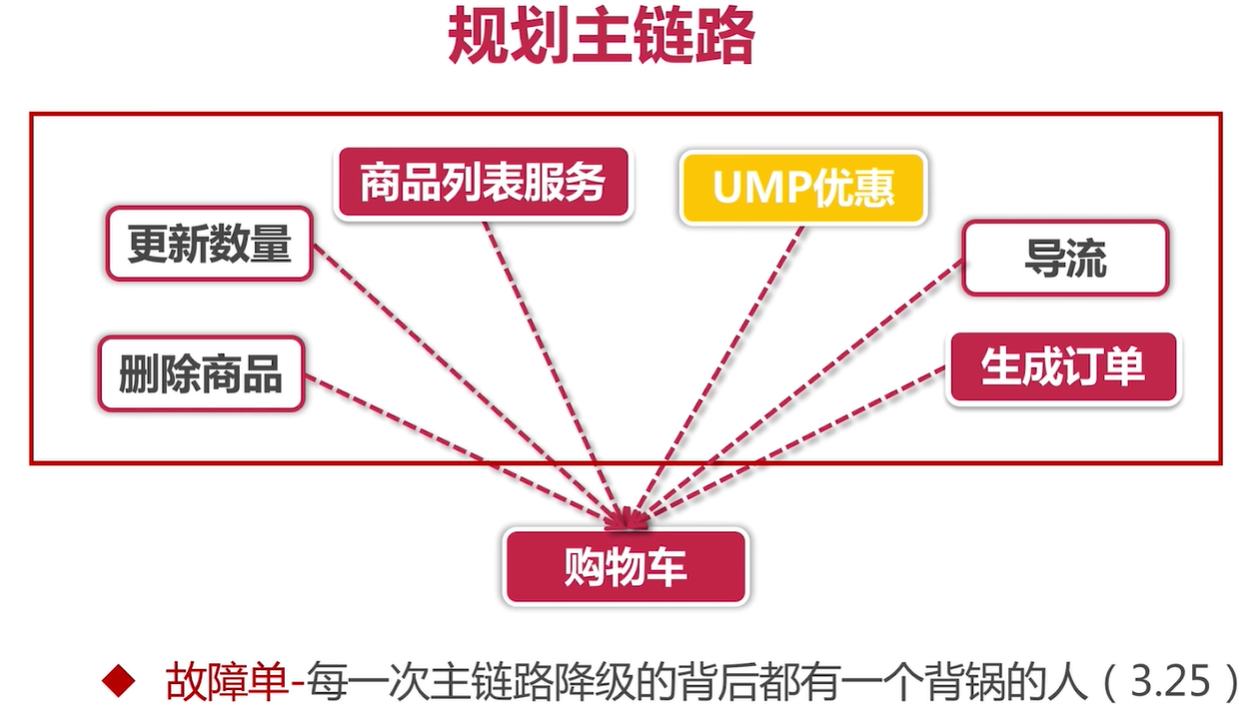 规划主链路
商品列表服务
UMP优惠
更新数量
导流
删除商品
生成订单
购物车
故障单-每一次主链路降级的背后都有一个背锅的人（3.25）